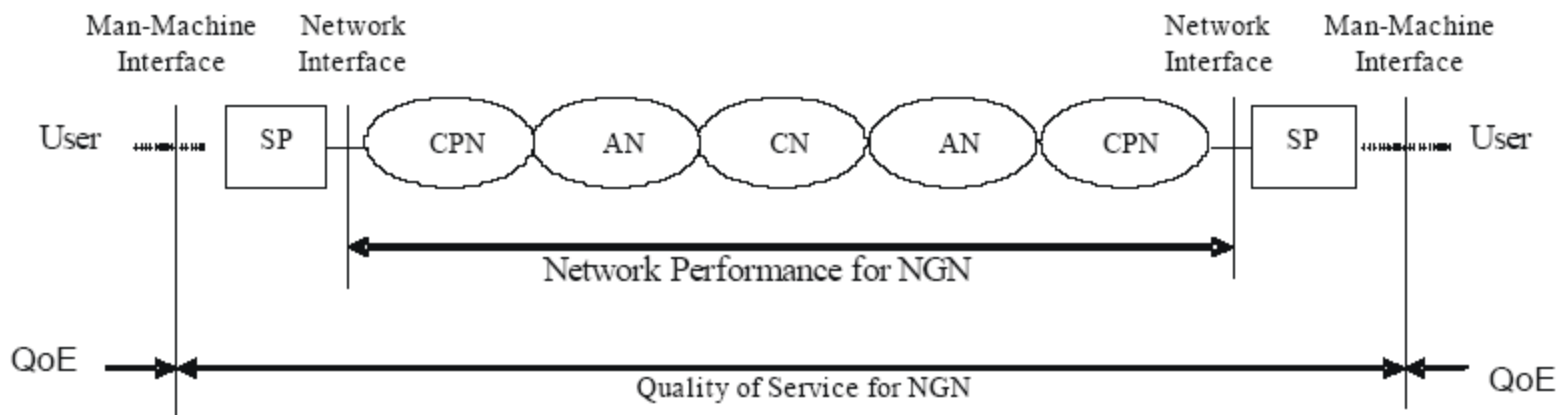 Man-Machine Interface
Network Interface
Network Interface
Man-Machine Interface
User
SP
CPN
AN
CN
AN
CPN
SP
User
Network Performance for NGN
QoE
Quality of Service for NGN
QoE